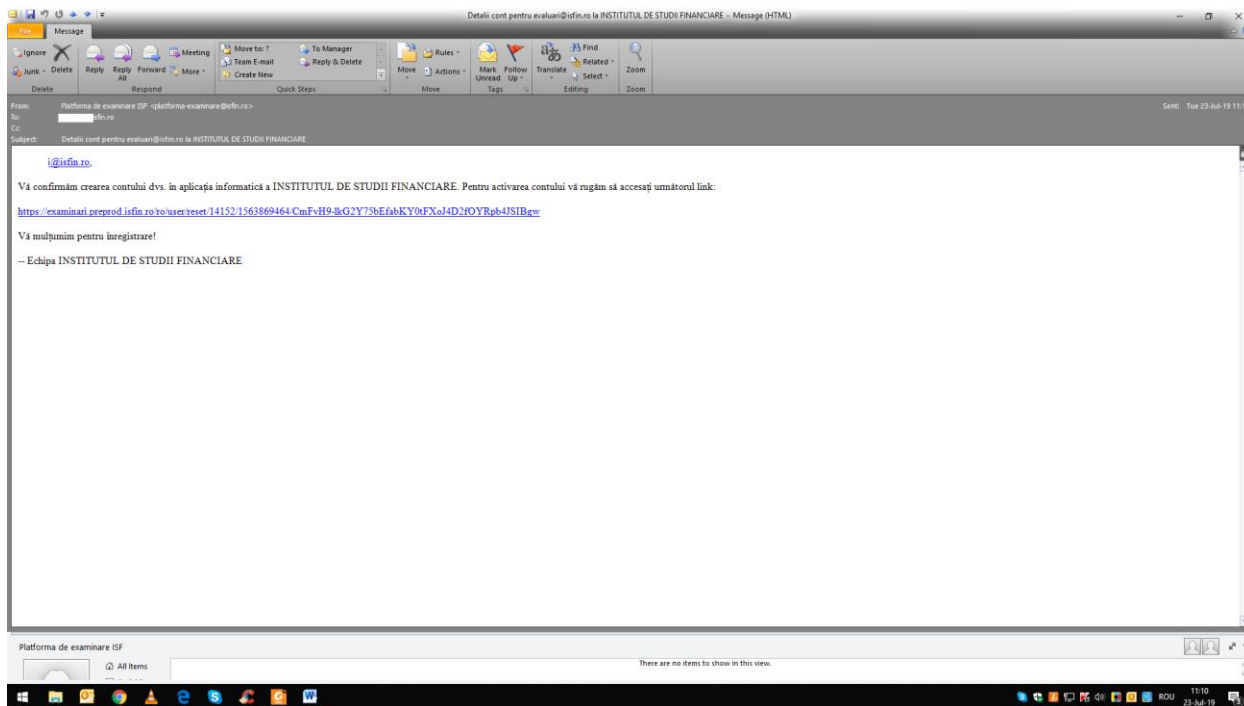 Detalii cont pentru evaluari@isfin.ro la INSTITUTUL DE STUDII FINANCIARE - Message (HTML)
File Message
Ignore Junk Delete
Reply Reply All Forward Meeting More
Move to: ? To Manager
Team E-mail Reply & Delete
Create New
Move Rules Actions
Mark Unread Follow Up
Translate Find Related Select
Zoom
Delete Respond Quick Steps Move Tags Editing Zoom
From: Platforma de examinare ISF <platforma-examinare@isfin.ro> Sent: Tue 23-Jul-19
To: isfin.ro
Cc:
Subject: Detalii cont pentru evaluari@isfin.ro la INSTITUTUL DE STUDII FINANCIARE
i@isfin.ro,
Vă confirmăm crearea contului dvs. în aplicația informatică a INSTITUTUL DE STUDII FINANCIARE. Pentru activarea contului vă rugăm să accesați următorul link:
https://examinari.preprod.isfin.ro/ro/user/reset/14152/1563869464/CmFvH9-lkG2Y75bEfabKY0tFXoJ4D2fOYRpb4JSIBgw
Vă mulțumim pentru înregistrare!
-- Echipa INSTITUTUL DE STUDII FINANCIARE
Platforma de examinare ISF
All Items
There are no items to show in this view.
ROU 11:10
23-Jul-19